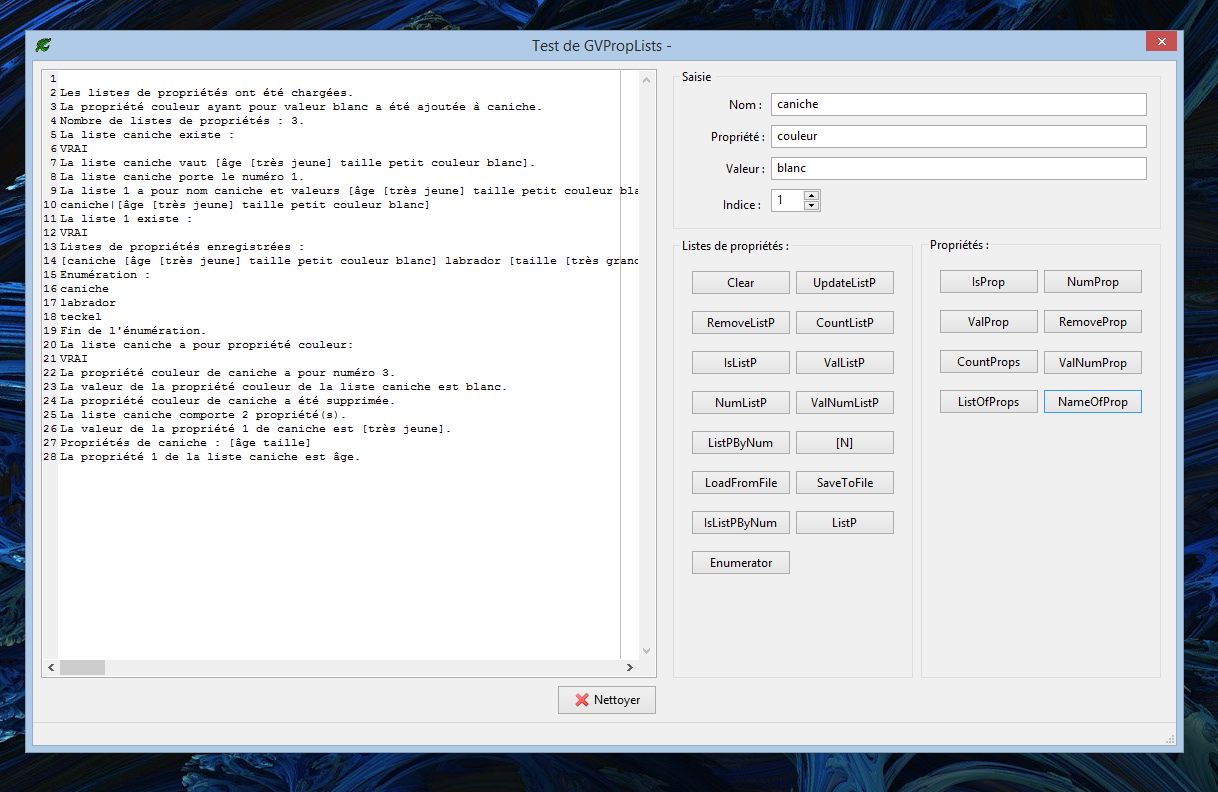 Test de GVPropLists -
1
2 Les listes de propriétés ont été chargées.
3 La propriété couleur ayant pour valeur blanc a été ajoutée à caniche.
4 Nombre de listes de propriétés : 3.
5 La liste caniche existe :
6 VRAI
7 La liste caniche vaut [âge [très jeune] taille petit couleur blanc].
8 La liste caniche porte le numéro 1.
9 La liste 1 a pour nom caniche et valeurs [âge [très jeune] taille petit couleur bla
10 caniche|[âge [très jeune] taille petit couleur blanc]
11 La liste 1 existe :
12 VRAI
13 Listes de propriétés enregistrées :
14 [caniche [âge [très jeune] taille petit couleur blanc] labrador [taille [très grand
15 Enumération :
16 caniche
17 labrador
18 teckel
19 Fin de l'énumération.
20 La liste caniche a pour propriété couleur:
21 VRAI
22 La propriété couleur de caniche a pour numéro 3.
23 La valeur de la propriété couleur de la liste caniche est blanc.
24 La propriété couleur de caniche a été supprimée.
25 La liste caniche comporte 2 propriété(s).
26 La valeur de la propriété 1 de caniche est [très jeune].
27 Propriétés de caniche : [âge taille]
28 La propriété 1 de la liste caniche est âge.
Nettoyer
Saisie
Nom : caniche
Propriété : couleur
Valeur : blanc
Indice : 1
Listes de propriétés :
Clear UpdateListP
RemoveListP CountListP
IsListP ValListP
NumListP ValNumListP
ListPByNum [N]
LoadFromFile SaveToFile
IsListPByNum ListP
Enumerator
Propriétés :
IsProp NumProp
ValProp RemoveProp
CountProps ValNumProp
ListOfProps NameOfProp